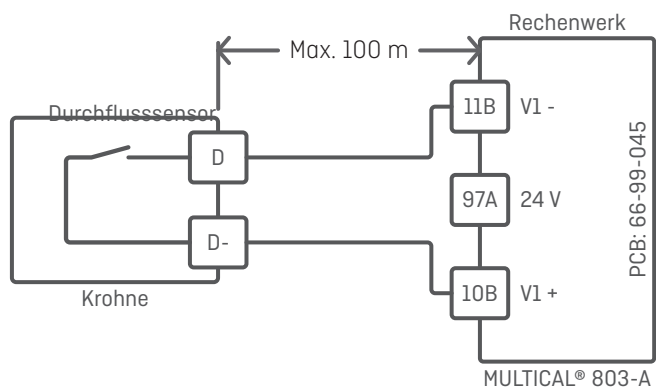 Rechenwerk
Max. 100 m
Durchflusssensor
11B V1 -
D
97A 24 V
PCB: 66-99-045
D-
10B V1 +
Krohne
MULTICAL® 803-A